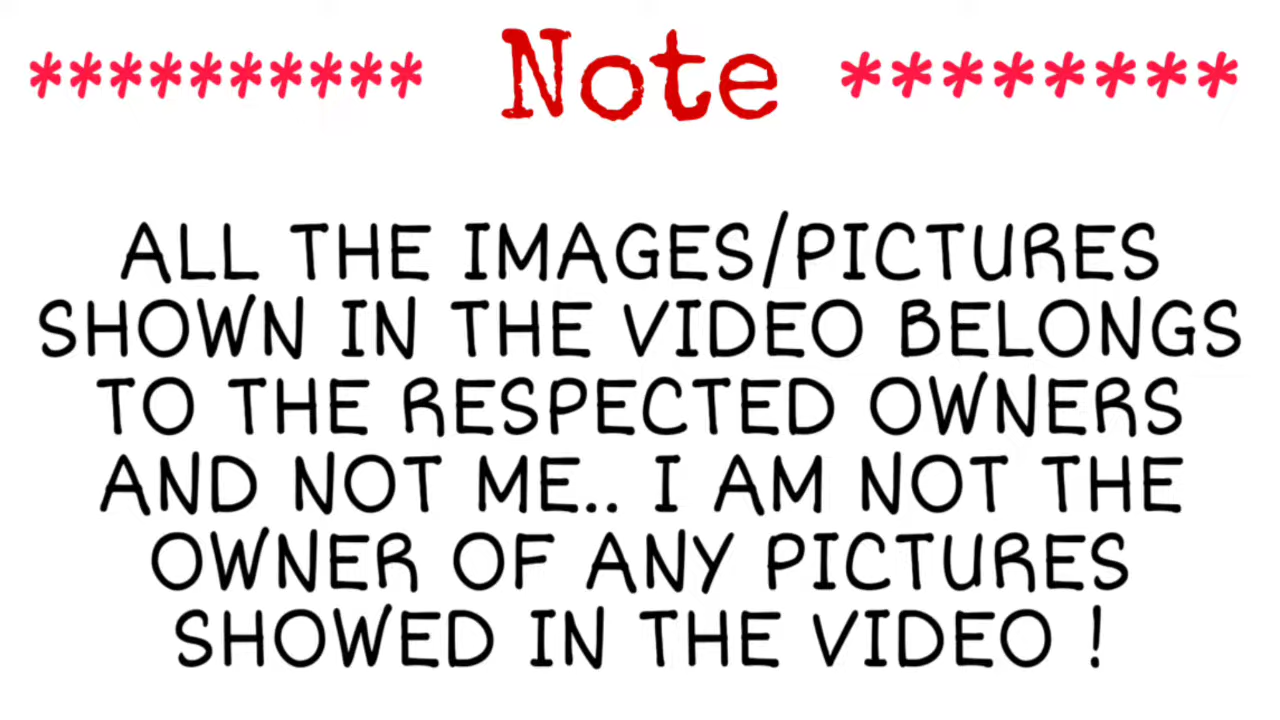 ********** Note ********
ALL THE IMAGES/PICTURES
SHOWN IN THE VIDEO BELONGS
TO THE RESPECTED OWNERS
AND NOT ME.. I AM NOT THE
OWNER OF ANY PICTURES
SHOWED IN THE VIDEO !